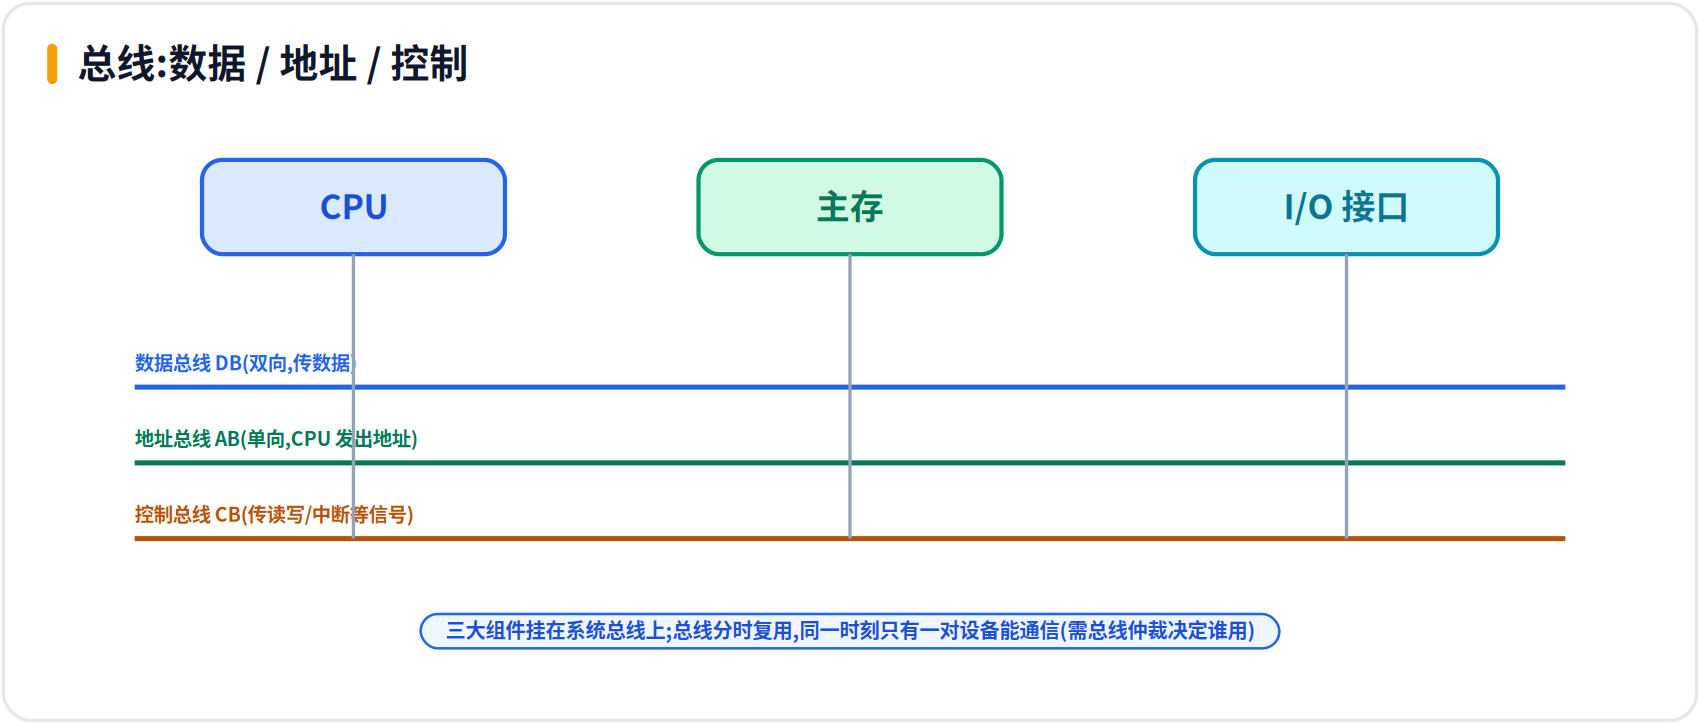 总线:数据 / 地址 / 控制
CPU
主存
I/O 接口
数据总线 DB(双向,传数据)
地址总线 AB(单向,CPU 发出地址)
控制总线 CB(传读写/中断等信号)
三大组件挂在系统总线上;总线分时复用,同一时刻只有一对设备能通信(需总线仲裁决定谁用)